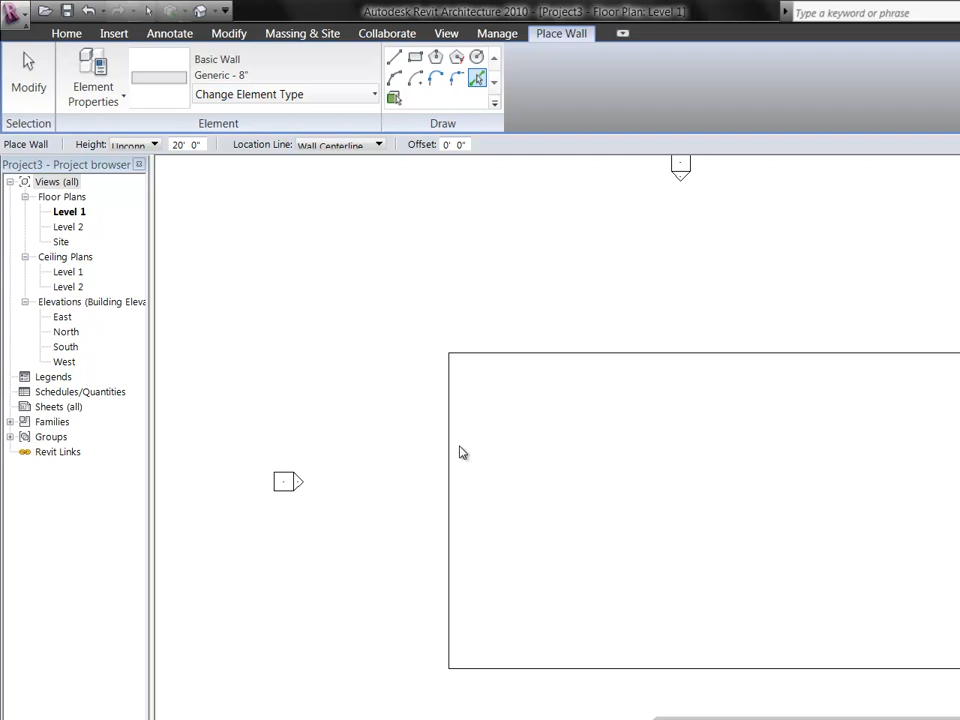 Autodesk Revit Architecture 2010 - [Project3 - Floor Plan: Level 1]
Type a keyword or phrase
Home Insert Annotate Modify Massing & Site Collaborate View Manage Place Wall
Modify
Element
Properties
Basic Wall
Generic - 8"
Change Element Type
Selection Element Draw
Place Wall Height: Unconn 20' 0" Location Line: Wall Centerline Offset: 0' 0"
Project3 - Project browser
Views (all)
Floor Plans
Level 1
Level 2
Site
Ceiling Plans
Level 1
Level 2
Elevations (Building Eleva
East
North
South
West
Legends
Schedules/Quantities
Sheets (all)
Families
Groups
Revit Links